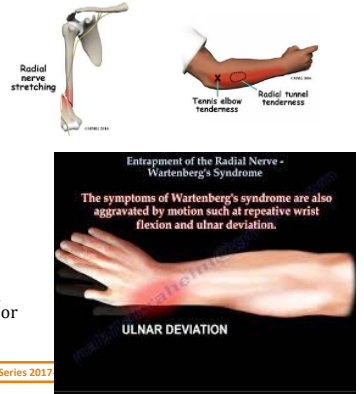 Radial
nerve
stretching
©MMG 2016
Tennis elbow
tenderness
Radial tunnel
tenderness
Entrapment of the Radial Nerve -
Wartenberg's Syndrome
The symptoms of Wartenberg's syndrome are also
aggravated by motion such at repeative wrist
flexion and ulnar deviation.
ULNAR DEVIATION
or
Series 2017